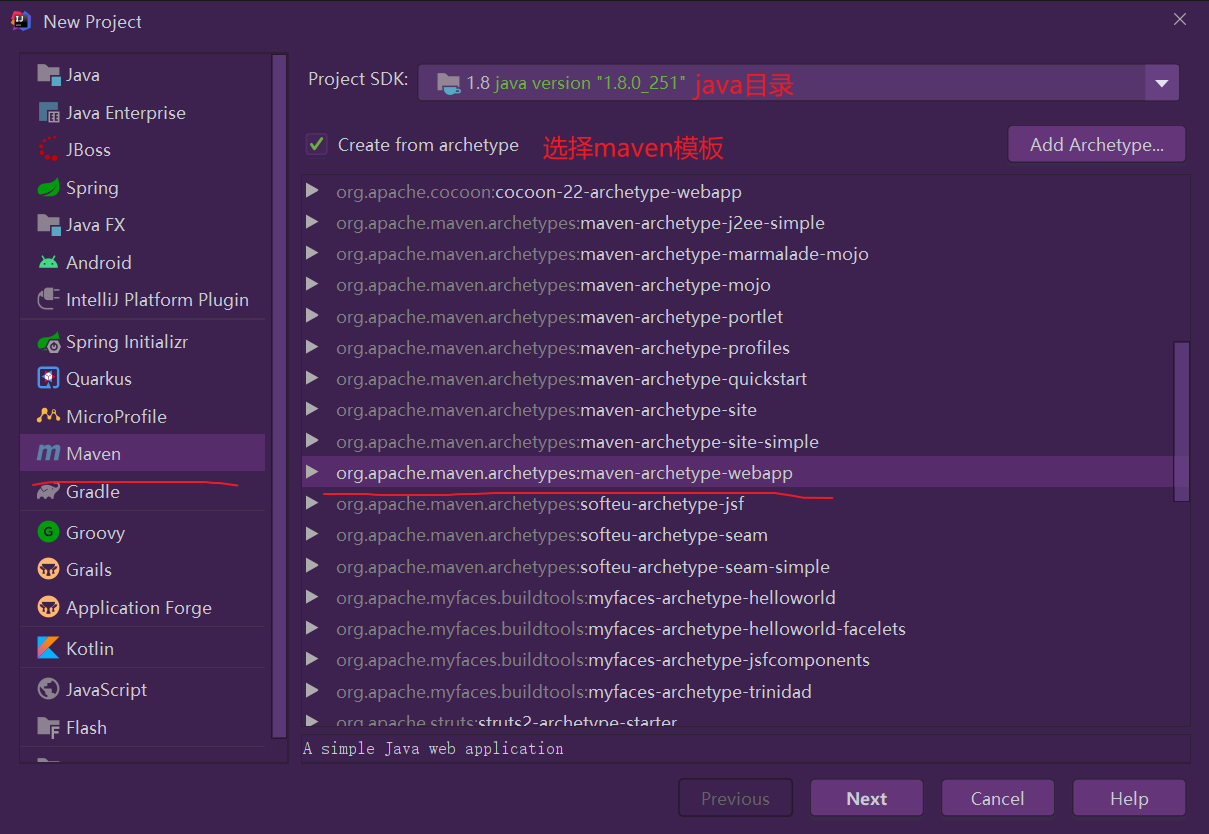 New Project
Java
Java Enterprise
JBoss
Spring
Java FX
Android
IntelliJ Platform Plugin
Spring Initializr
Quarkus
MicroProfile
Maven
Gradle
Groovy
Grails
Application Forge
Kotlin
JavaScript
Flash
Project SDK: 1.8 java version "1.8.0_251" java目录
Create from archetype 选择maven模板 Add Archetype...
org.apache.cocoon:cocoon-22-archetype-webapp
org.apache.maven.archetypes:maven-archetype-j2ee-simple
org.apache.maven.archetypes:maven-archetype-marmalade-mojo
org.apache.maven.archetypes:maven-archetype-mojo
org.apache.maven.archetypes:maven-archetype-portlet
org.apache.maven.archetypes:maven-archetype-profiles
org.apache.maven.archetypes:maven-archetype-quickstart
org.apache.maven.archetypes:maven-archetype-site
org.apache.maven.archetypes:maven-archetype-site-simple
org.apache.maven.archetypes:maven-archetype-webapp
org.apache.maven.archetypes:softeu-archetype-jsf
org.apache.maven.archetypes:softeu-archetype-seam
org.apache.maven.archetypes:softeu-archetype-seam-simple
org.apache.myfaces.buildtools:myfaces-archetype-helloworld
org.apache.myfaces.buildtools:myfaces-archetype-helloworld-facelets
org.apache.myfaces.buildtools:myfaces-archetype-jsfcomponents
org.apache.myfaces.buildtools:myfaces-archetype-trinidad
org.apache.struts:struts2-archetype-starter
A simple Java web application
Previous Next Cancel Help